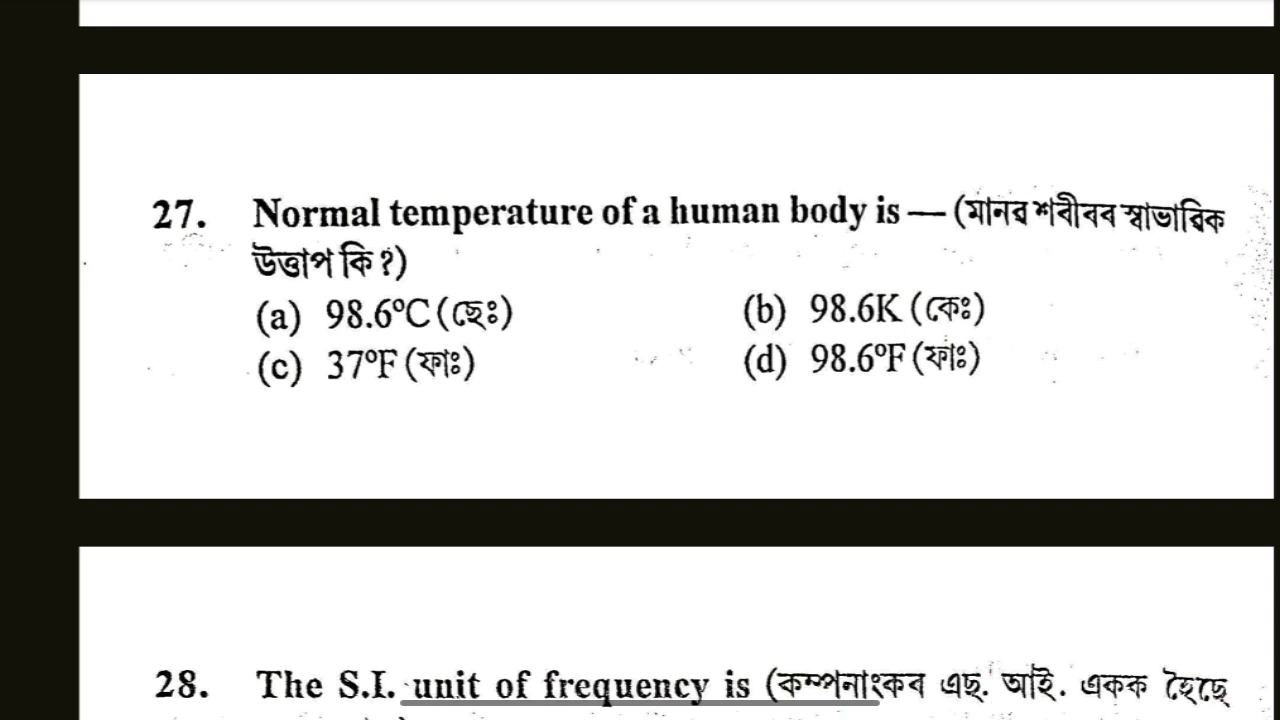 27. Normal temperature of a human body is — (মানৱ শৰীৰৰ স্বাভাৱিক
উত্তাপ কি ?)
(a) 98.6°C (ছেঃ) (b) 98.6K (কেঃ)
(c) 37°F (ফাঃ) (d) 98.6°F (ফাঃ)
28. The S.I. unit of frequency is (কম্পনাংকৰ এছ. আই. একক হৈছে